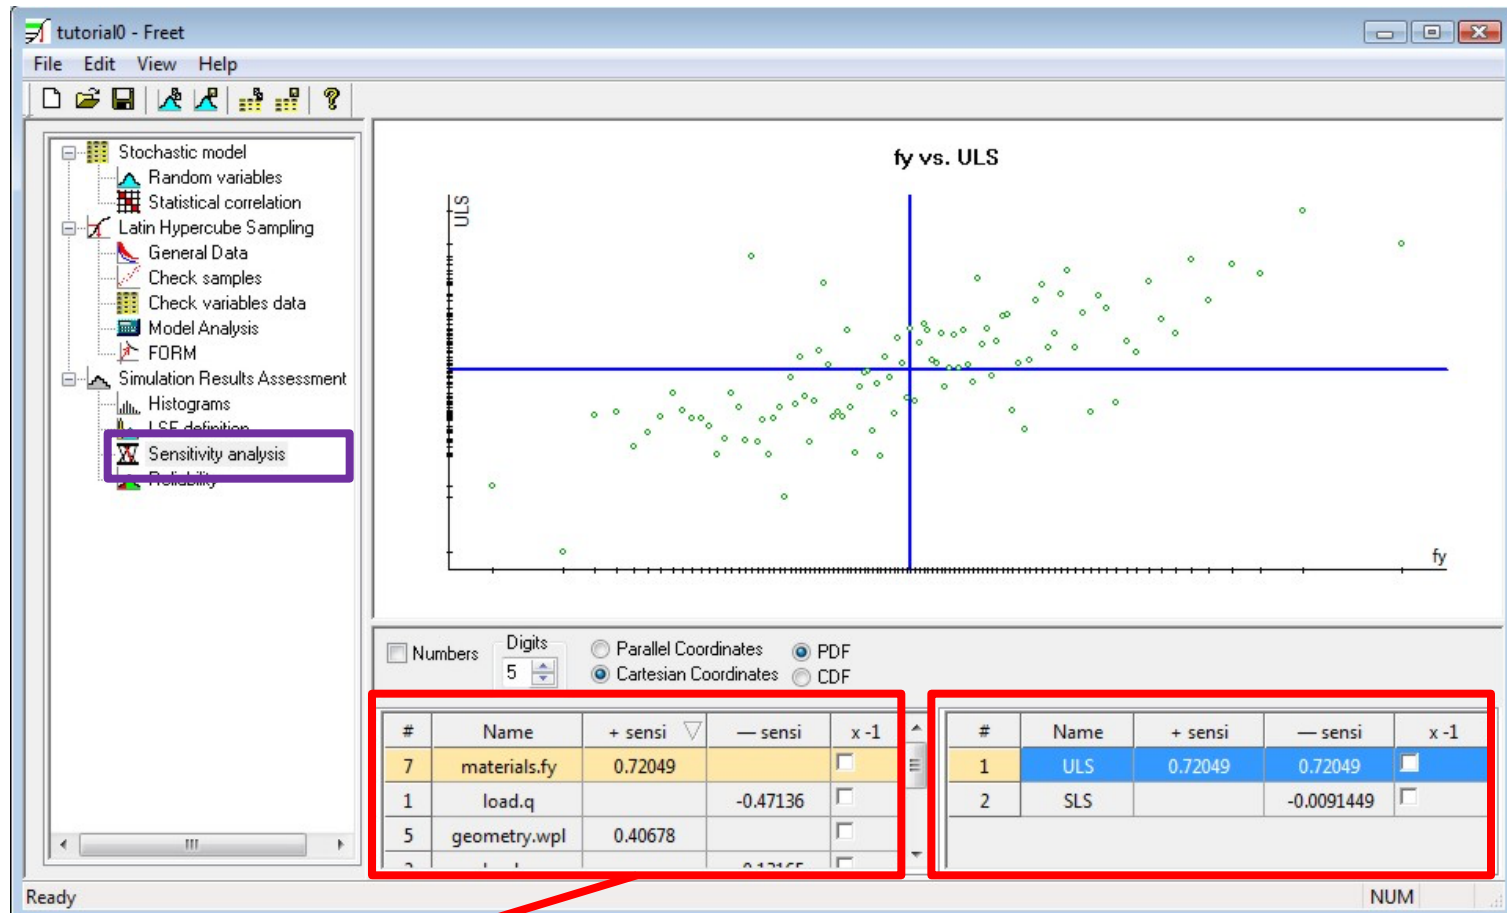 tutorial0 - Freet
File Edit View Help
Stochastic model
Random variables
Statistical correlation
Latin Hypercube Sampling
General Data
Check samples
Check variables data
Model Analysis
FORM
Simulation Results Assessment
Histograms
LSF definition
Sensitivity analysis
Reliability
fy vs. ULS
ULS
fy
Numbers
Digits
5
Parallel Coordinates
Cartesian Coordinates
PDF
CDF
# Name + sensi — sensi x -1
7 materials.fy 0.72049
1 load.q -0.47136
5 geometry.wpl 0.40678
# Name + sensi — sensi x -1
1 ULS 0.72049 0.72049
2 SLS -0.0091449
Ready
NUM